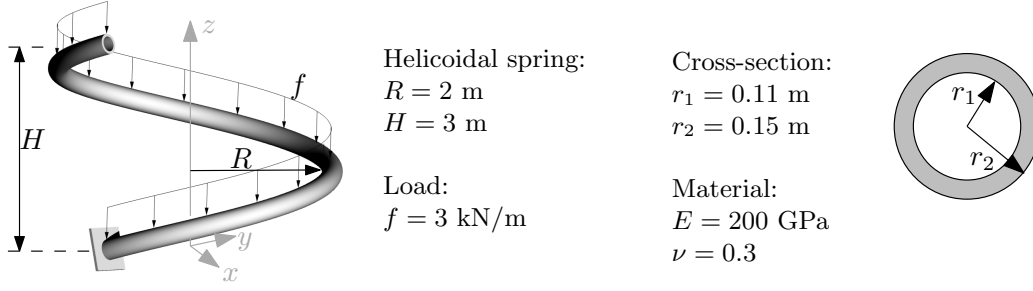 z
f
H
R
y
x
Helicoidal spring:
R = 2 m
H = 3 m
Load:
f = 3 kN/m
Cross-section:
r₁ = 0.11 m
r₂ = 0.15 m
Material:
E = 200 GPa
ν = 0.3
r₁
r₂